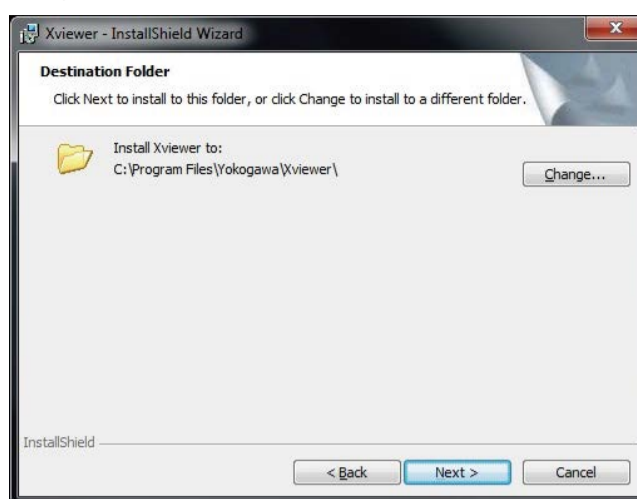 Xviewer - InstallShield Wizard
Destination Folder
Click Next to install to this folder, or click Change to install to a different folder.
Install Xviewer to:
C:\Program Files\Yokogawa\Xviewer\
Change...
InstallShield
< Back
Next >
Cancel